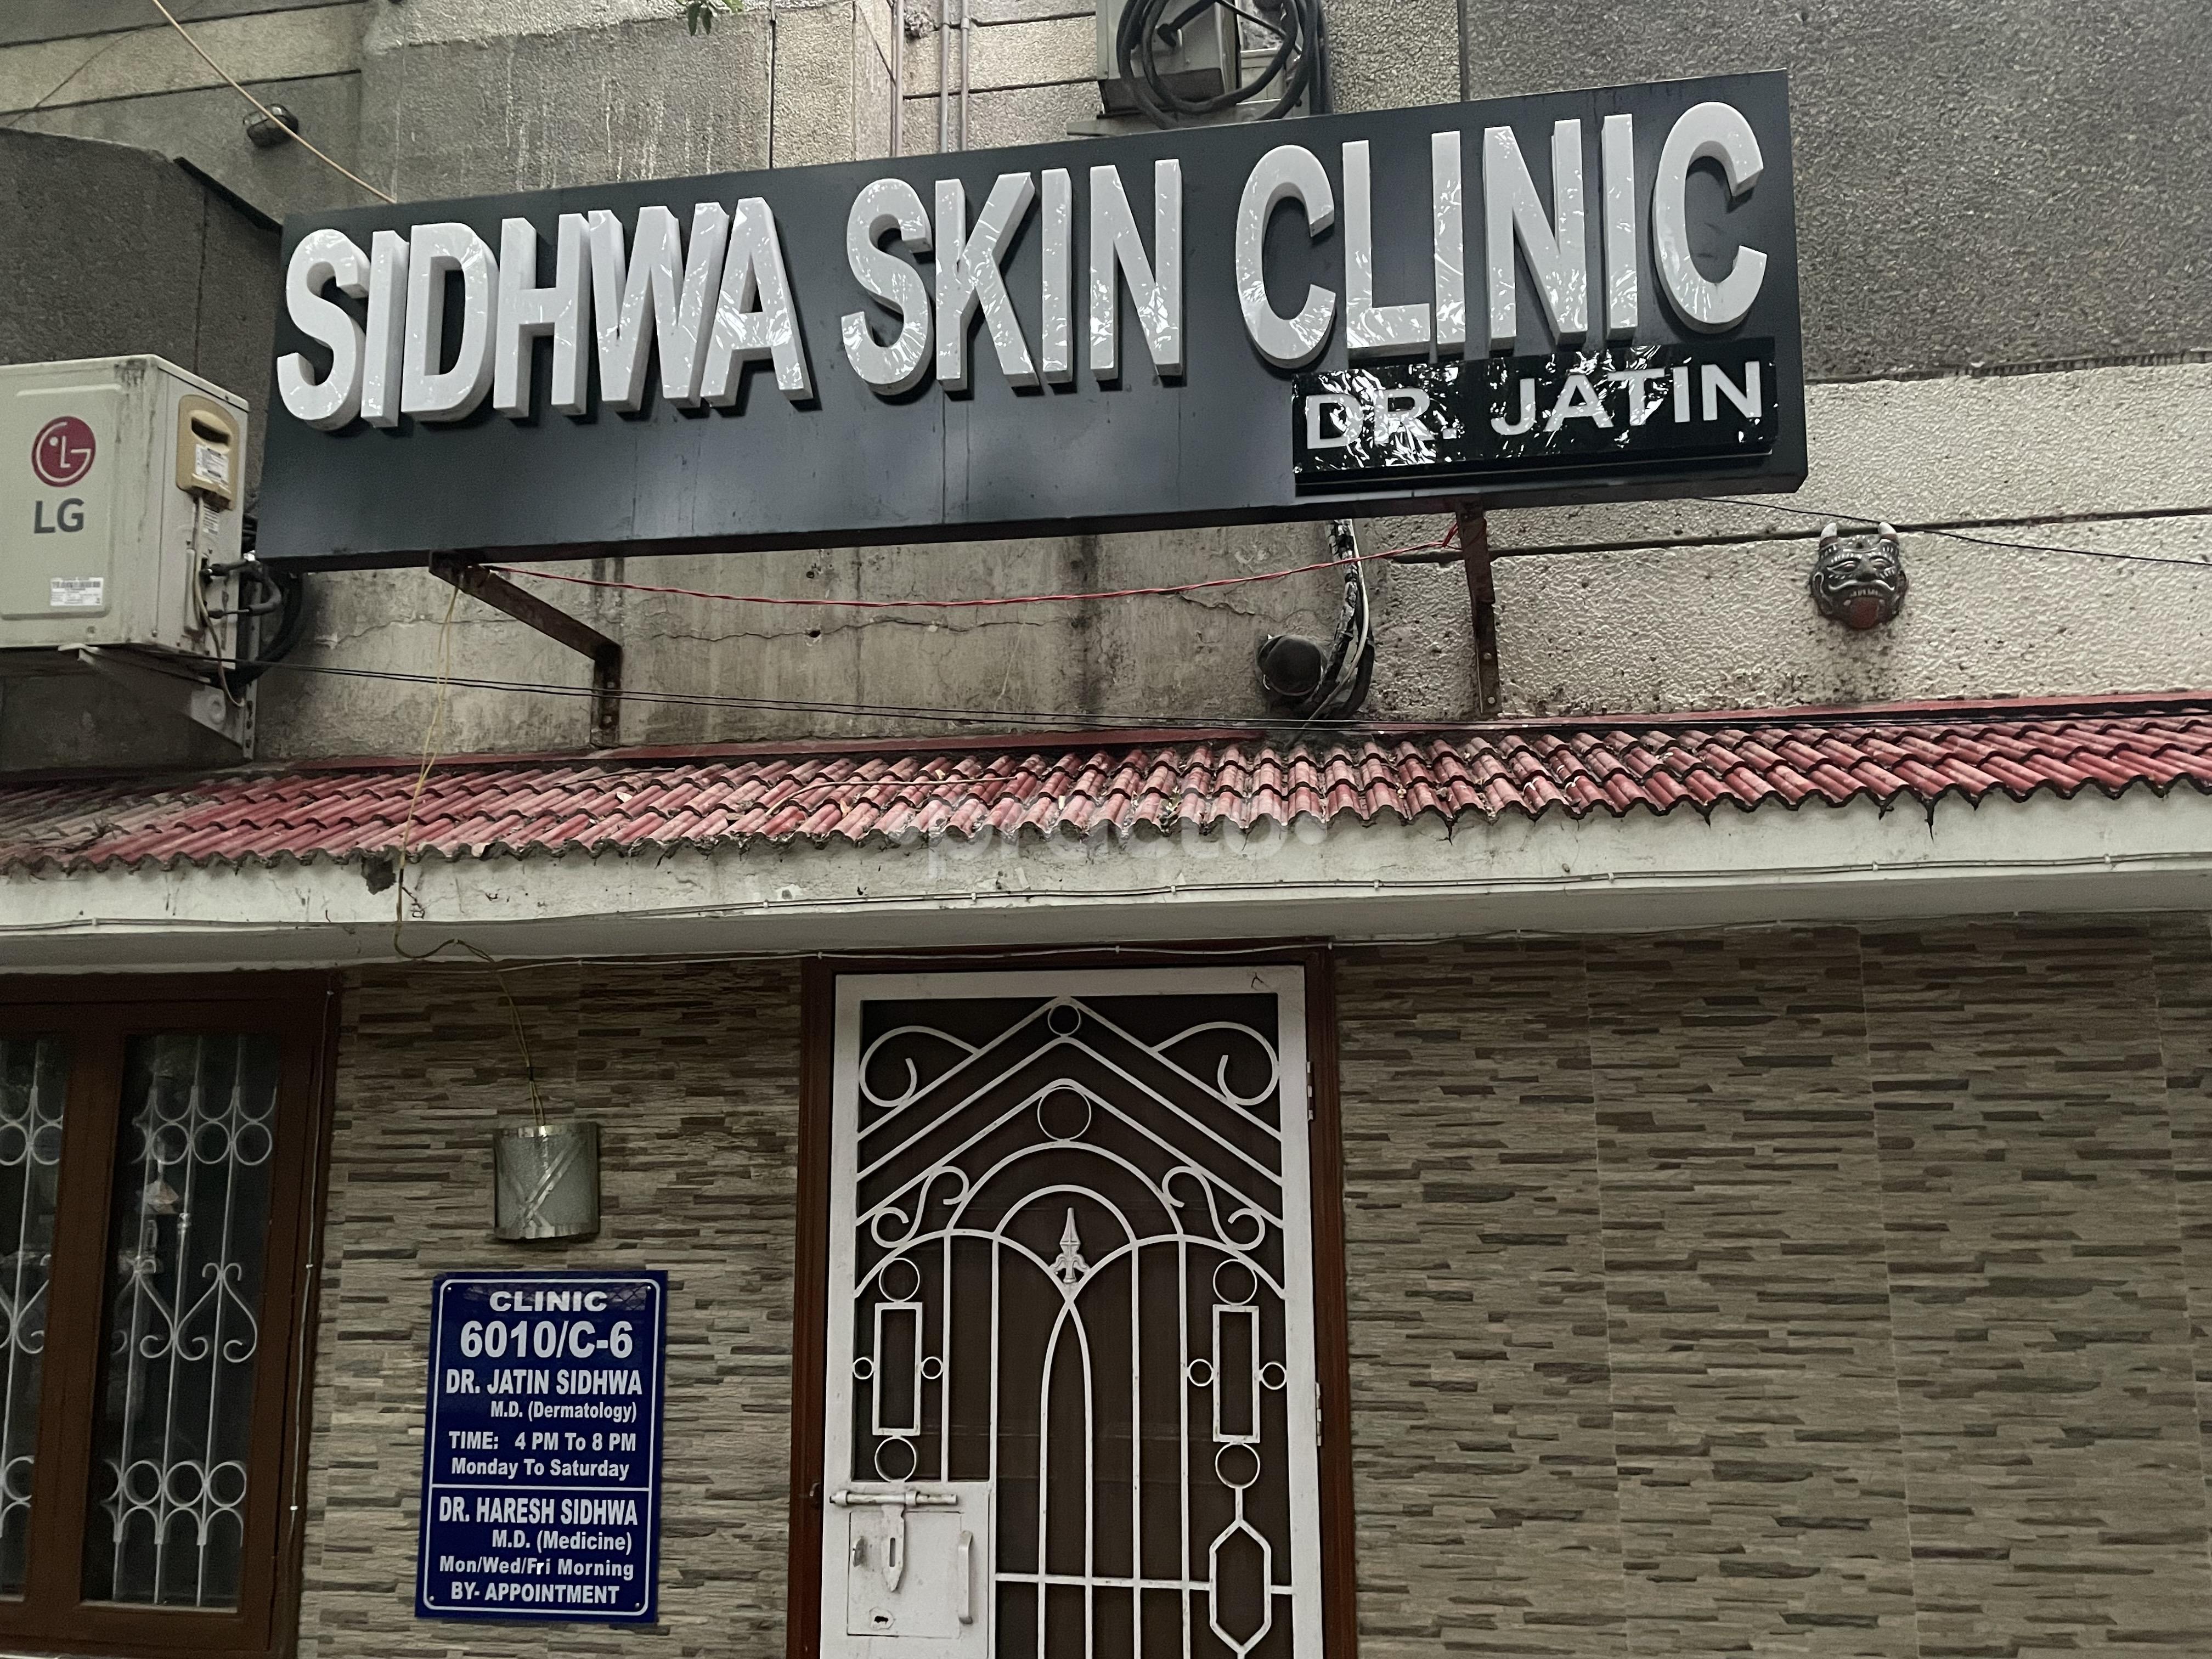 SIDHWA SKIN CLINIC
DR. JATIN
LG
practo
CLINIC
6010/C-6
DR. JATIN SIDHWA
M.D. (Dermatology)
TIME: 4 PM To 8 PM
Monday To Saturday
DR. HARESH SIDHWA
M.D. (Medicine)
Mon/Wed/Fri Morning
BY- APPOINTMENT